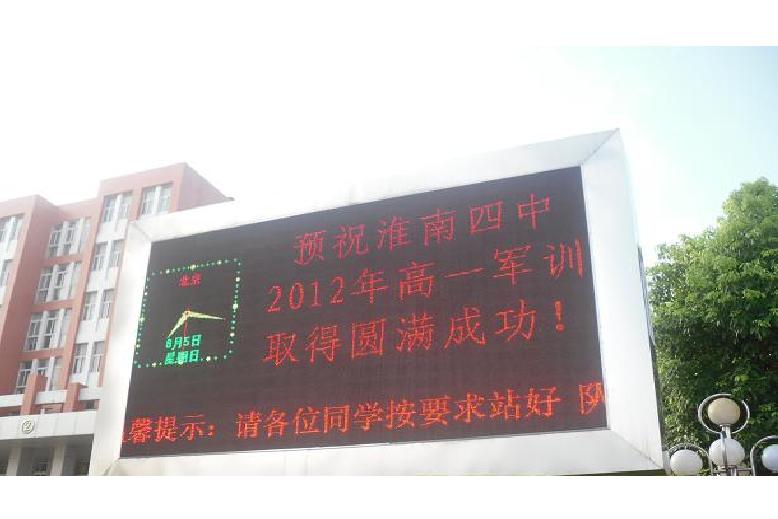 预祝淮南四中
2012年高一军训
取得圆满成功！
北京
8月5日
星期日
馨提示：请各位同学按要求站好 队
②